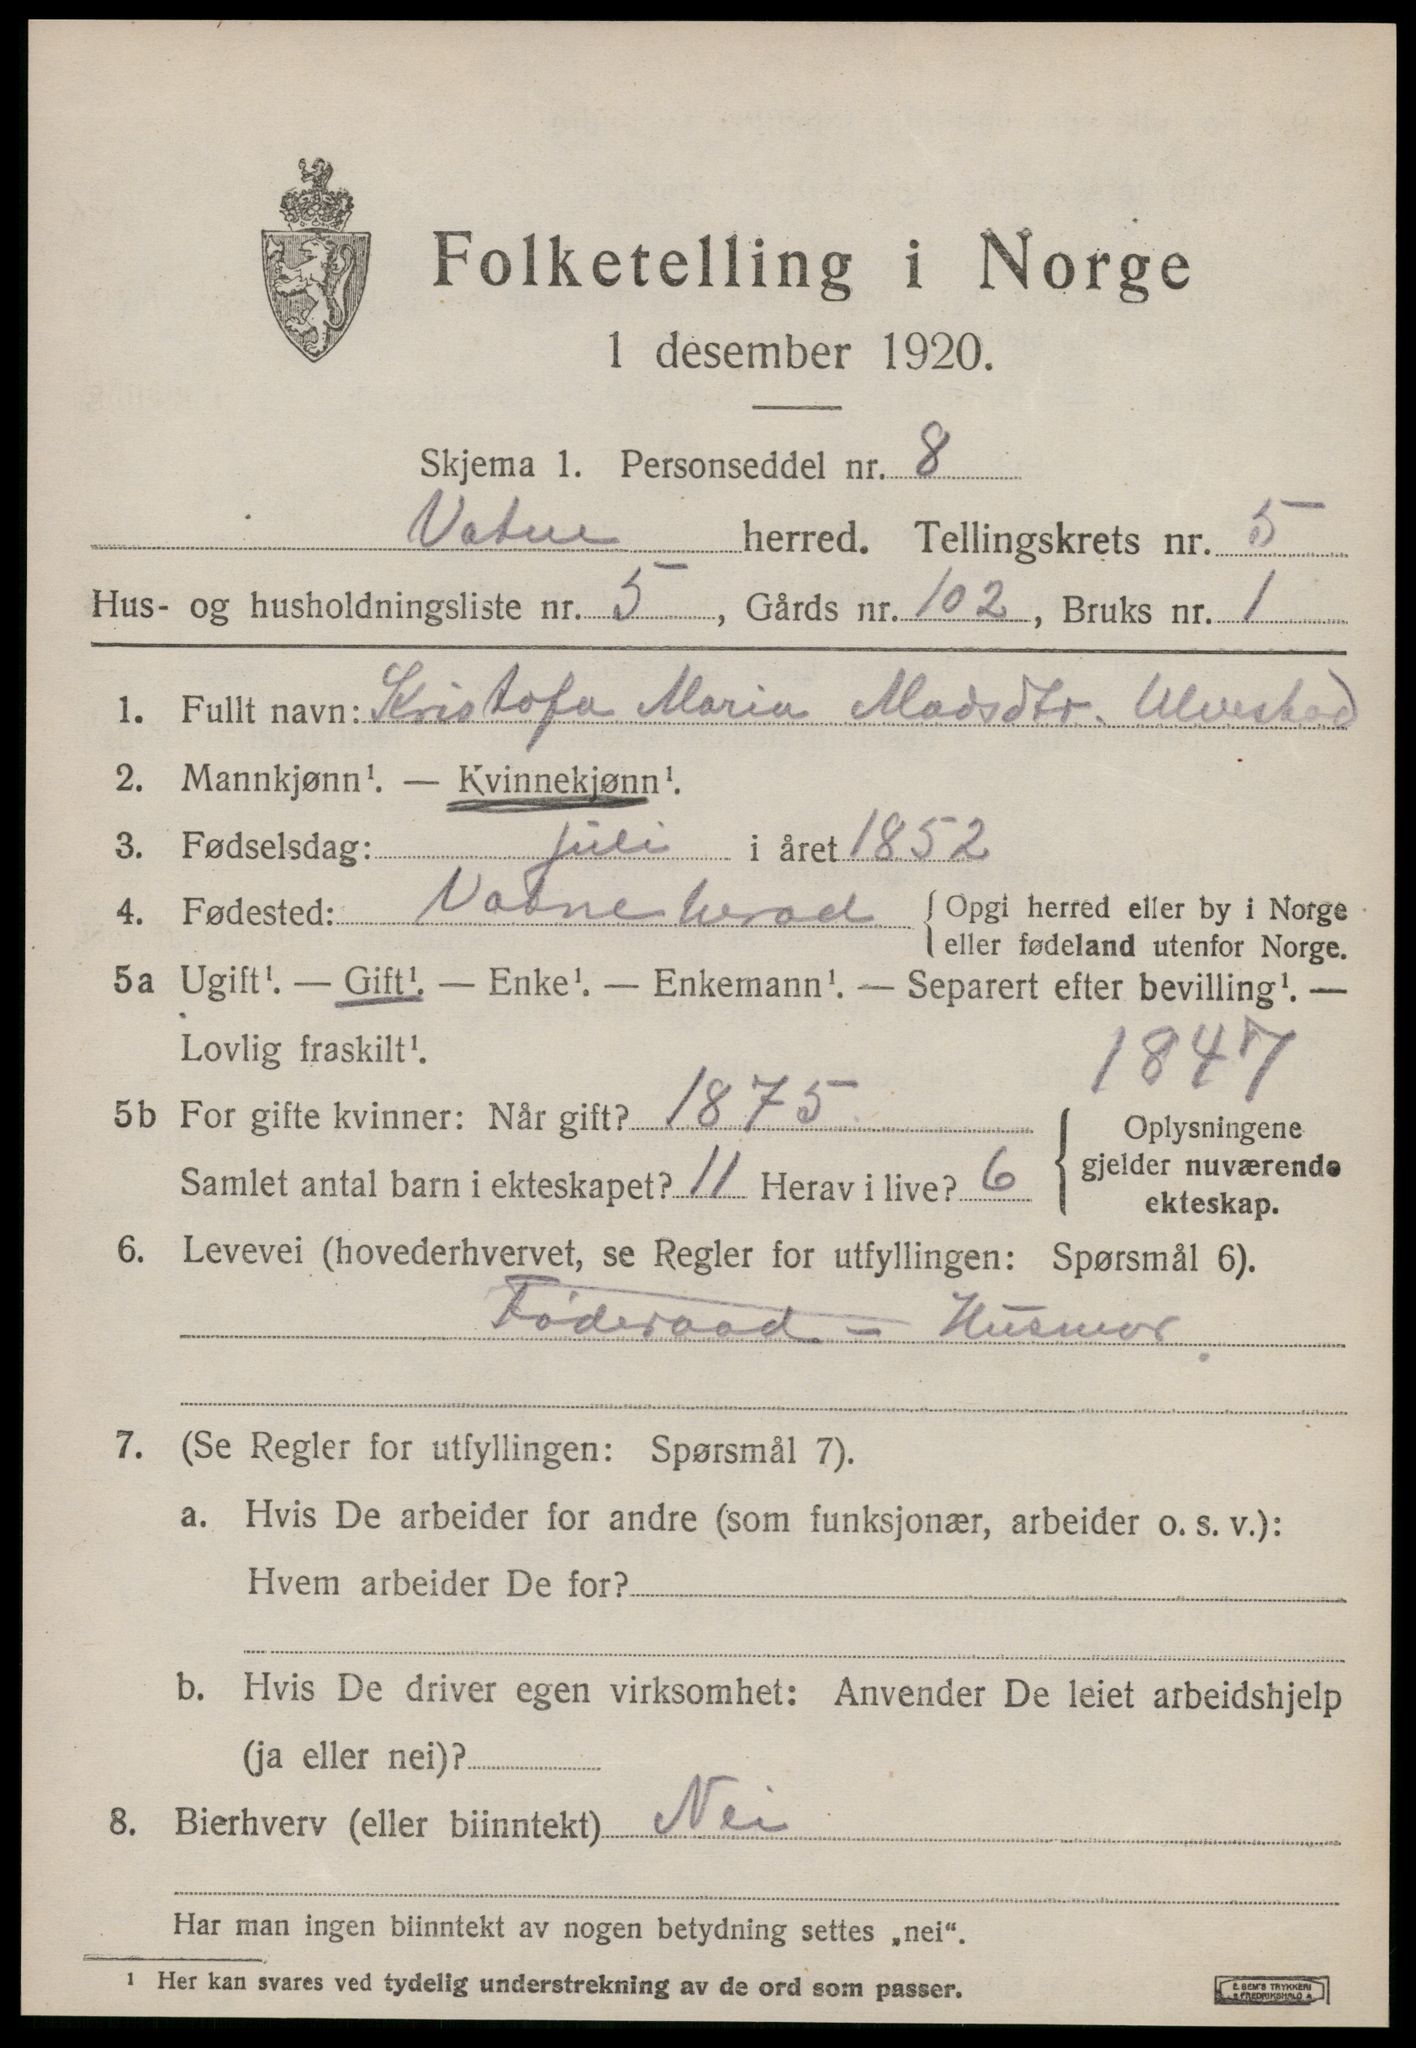 Folketelling i Norge
1 desember 1920.
Skjema 1. Personseddel nr. 8
Vatne herred. Tellingskrets nr. 5
Hus- og husholdningsliste nr. 5, Gårds nr. 102, Bruks nr. 1
1. Fullt navn: Kristofa Maria Madsdtr. Ulvestad
2. Mannkjønn¹. — Kvinnekjønn¹.
3. Fødselsdag: juli i året 1852
4. Fødested: Vatne herad { Opgi herred eller by i Norge
eller fødeland utenfor Norge.
5a Ugift¹. — Gift¹. — Enke¹. — Enkemann¹. — Separert efter bevilling¹. —
Lovlig fraskilt¹.
1847
5b For gifte kvinner: Når gift? 1875
Samlet antal barn i ekteskapet? 11 Herav i live? 6
{ Oplysningene
gjelder nuværende
ekteskap.
6. Levevei (hovederhvervet, se Regler for utfyllingen: Spørsmål 6).
Føderaad - Husmor
7. (Se Regler for utfyllingen: Spørsmål 7).
a. Hvis De arbeider for andre (som funksjonær, arbeider o. s. v.):
Hvem arbeider De for?
b. Hvis De driver egen virksomhet: Anvender De leiet arbeidshjelp
(ja eller nei)?
8. Bierhverv (eller biinntekt) Nei
Har man ingen biinntekt av nogen betydning settes „nei“.
¹ Her kan svares ved tydelig understrekning av de ord som passer.
E. SEM'S TRYKKERI
FREDRIKSHALD